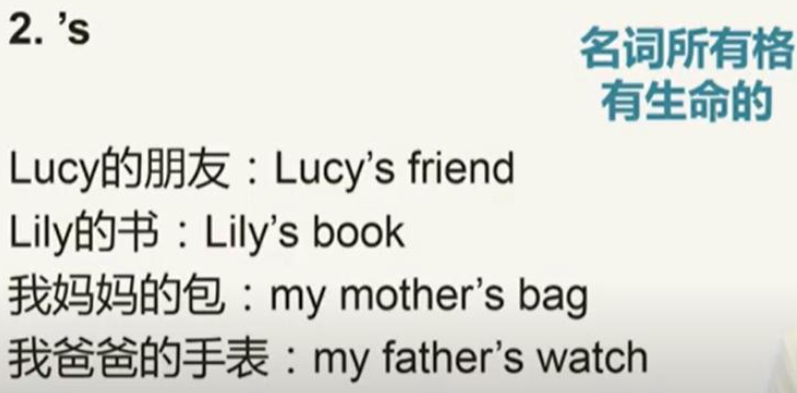 2. ’s
名词所有格
有生命的
Lucy的朋友：Lucy’s friend
Lily的书：Lily’s book
我妈妈的包：my mother’s bag
我爸爸的手表：my father’s watch